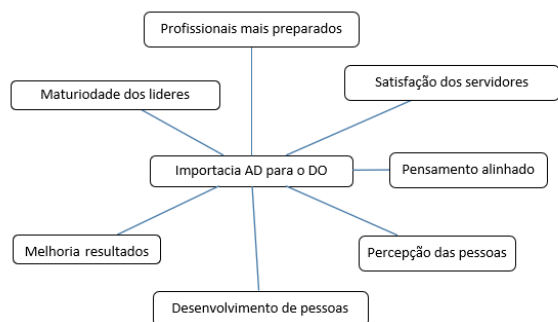 Profissionais mais preparados
Satisfação dos servidores
Maturiodade dos lideres
Importacia AD para o DO
Pensamento alinhado
Melhoria resultados
Percepção das pessoas
Desenvolvimento de pessoas